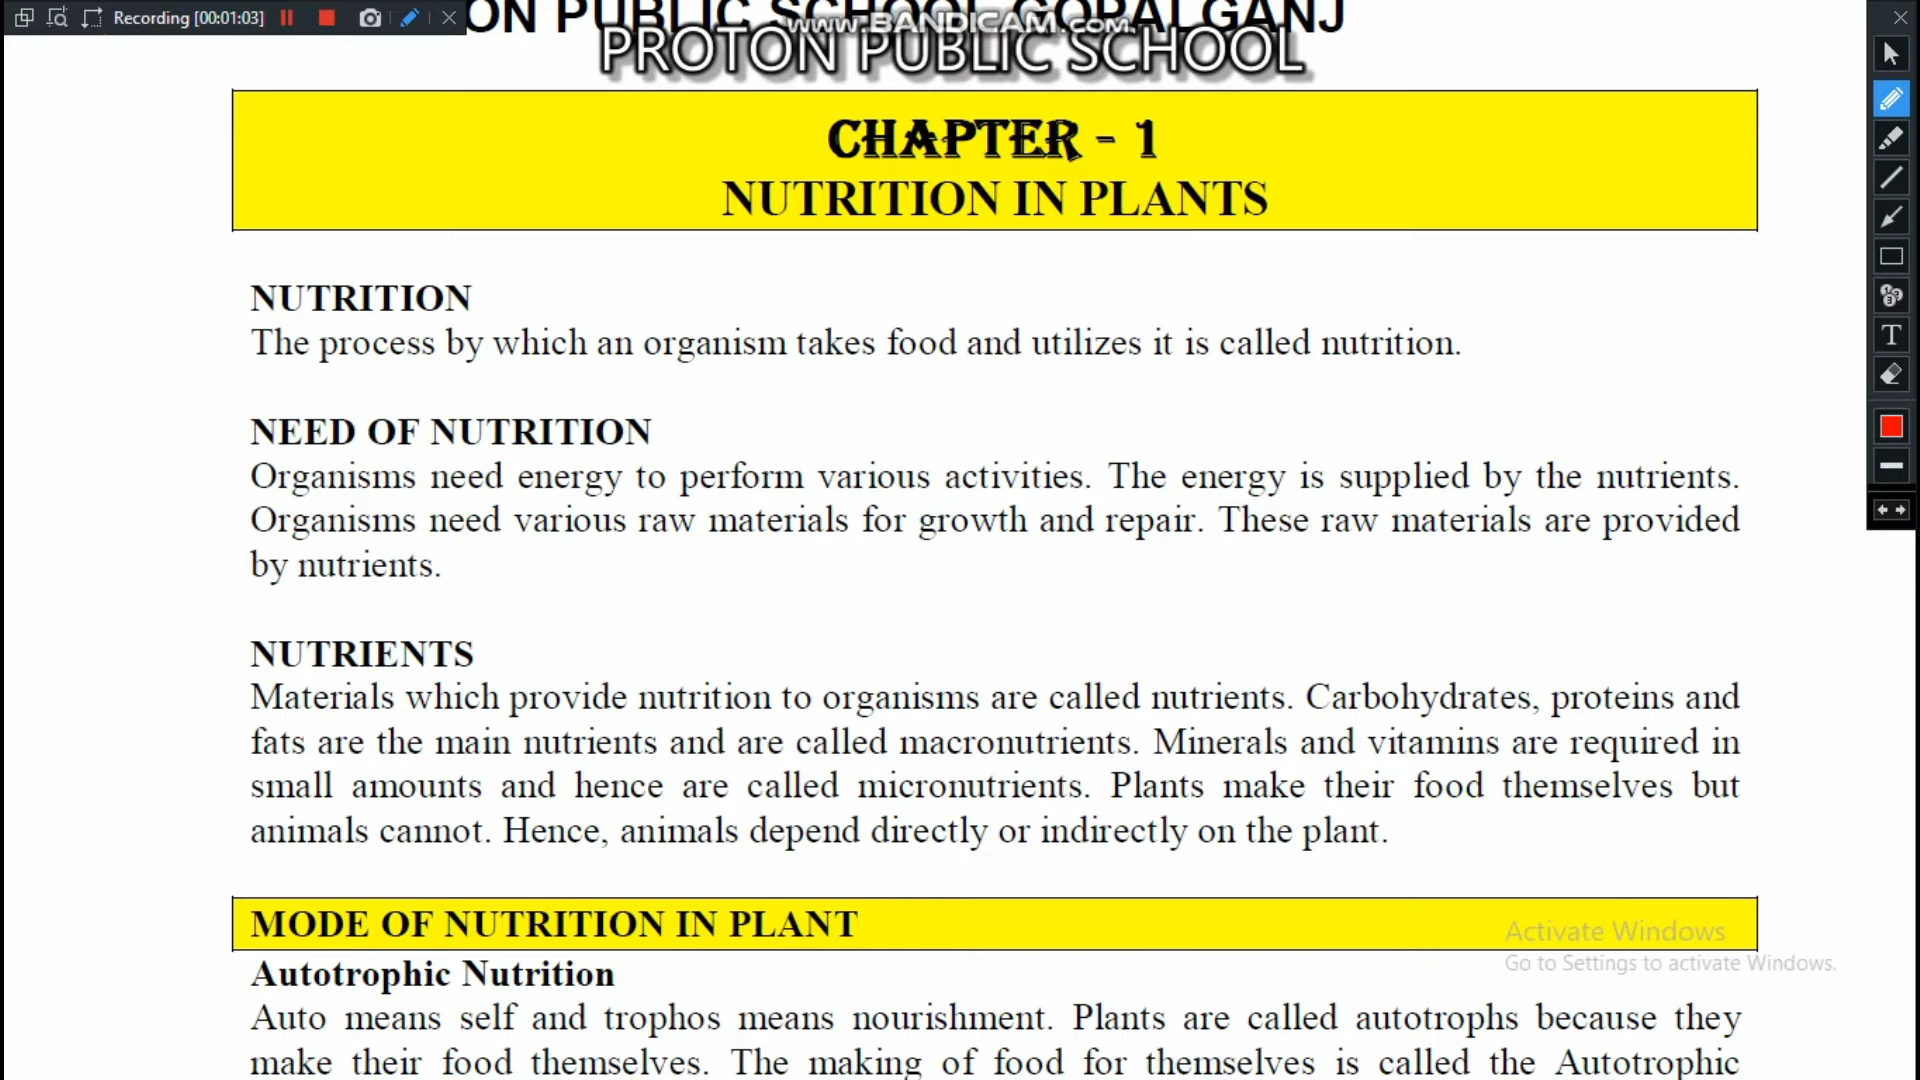 Recording [00:01:03]
ON PUBLIC SCHOOL GOPALGANJ
www.BANDICAM.com
PROTON PUBLIC SCHOOL
CHAPTER - 1
NUTRITION IN PLANTS
NUTRITION
The process by which an organism takes food and utilizes it is called nutrition.
NEED OF NUTRITION
Organisms need energy to perform various activities. The energy is supplied by the nutrients.
Organisms need various raw materials for growth and repair. These raw materials are provided
by nutrients.
NUTRIENTS
Materials which provide nutrition to organisms are called nutrients. Carbohydrates, proteins and
fats are the main nutrients and are called macronutrients. Minerals and vitamins are required in
small amounts and hence are called micronutrients. Plants make their food themselves but
animals cannot. Hence, animals depend directly or indirectly on the plant.
MODE OF NUTRITION IN PLANT
Activate Windows
Go to Settings to activate Windows.
Autotrophic Nutrition
Auto means self and trophos means nourishment. Plants are called autotrophs because they
make their food themselves. The making of food for themselves is called the Autotrophic